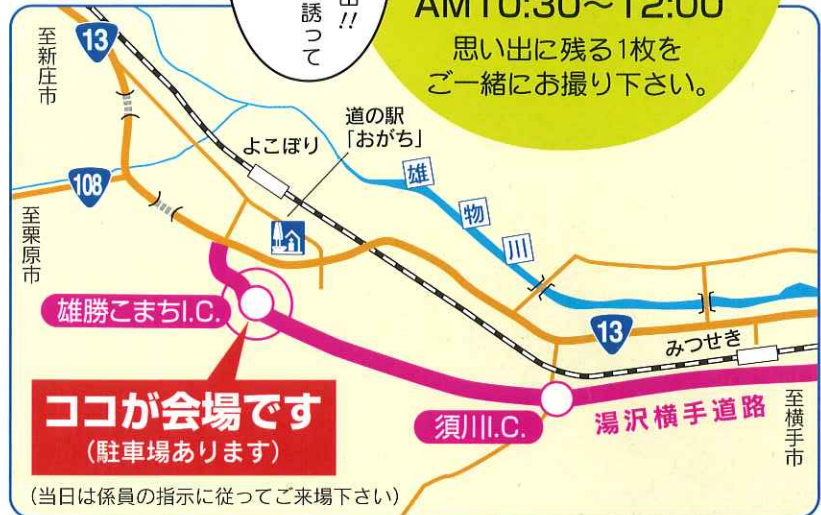 出!!
誘って
AM10:30～12:00
思い出に残る1枚を
ご一緒にお撮り下さい。
至新庄市
13
108
至栗原市
よこぼり
道の駅
「おがち」
雄物川
雄勝こまちI.C.
ココが会場です
(駐車場あります)
(当日は係員の指示に従ってご来場下さい)
13
みつせき
須川I.C.
湯沢横手道路
至横手市